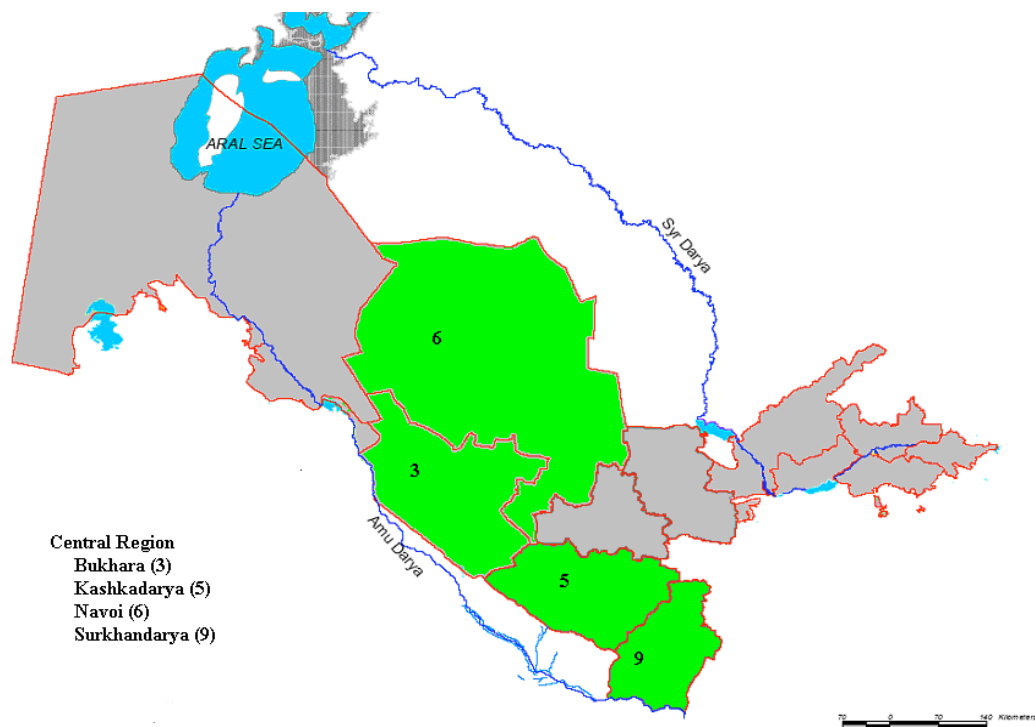 ARAL SEA
Syr Darya
6
3
Amu Darya
Central Region
Bukhara (3)
Kashkadarya (5)
Navoi (6)
Surkhandarya (9)
5
9
70 0 70 140 Kilometers